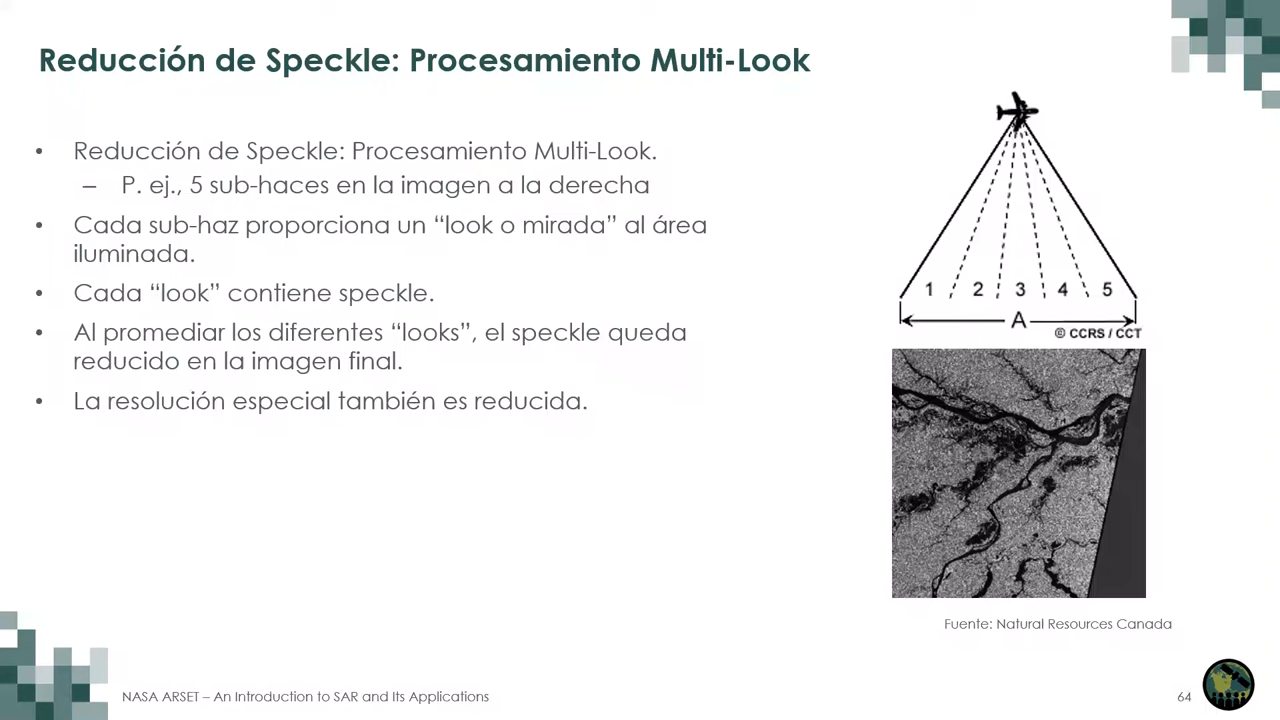 Reducción de Speckle: Procesamiento Multi-Look
• Reducción de Speckle: Procesamiento Multi-Look.
– P. ej., 5 sub-haces en la imagen a la derecha
• Cada sub-haz proporciona un “look o mirada” al área
iluminada.
• Cada “look” contiene speckle.
• Al promediar los diferentes “looks”, el speckle queda
reducido en la imagen final.
• La resolución especial también es reducida.
1 2 3 4 5
A
© CCRS / CCT
Fuente: Natural Resources Canada
NASA ARSET – An Introduction to SAR and Its Applications
64